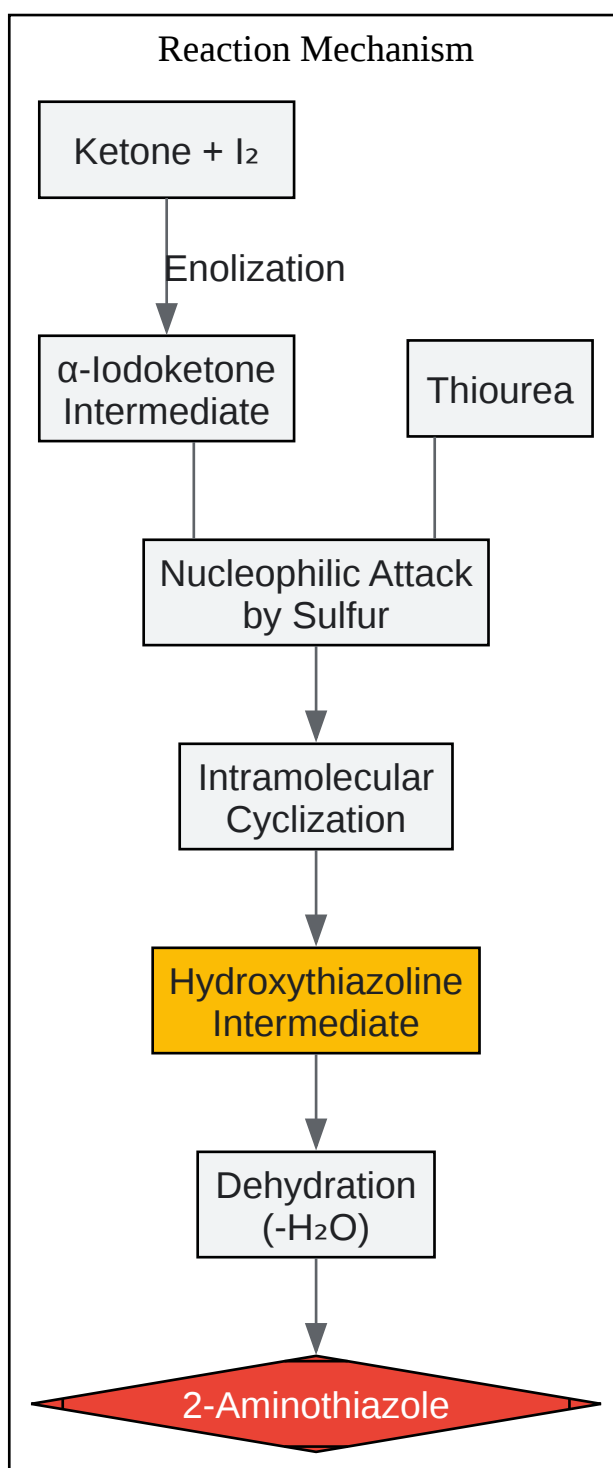 Reaction Mechanism
Ketone + I₂
Enolization
α-Iodoketone
Intermediate
Thiourea
Nucleophilic Attack
by Sulfur
Intramolecular
Cyclization
Hydroxythiazoline
Intermediate
Dehydration
(-H₂O)
2-Aminothiazole